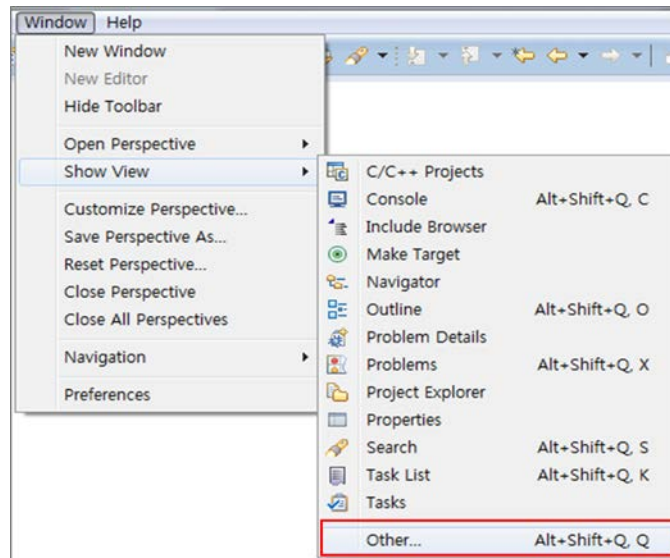 Window Help
New Window
New Editor
Hide Toolbar
Open Perspective
Show View
Customize Perspective...
Save Perspective As...
Reset Perspective...
Close Perspective
Close All Perspectives
Navigation
Preferences
C/C++ Projects
Console Alt+Shift+Q, C
Include Browser
Make Target
Navigator
Outline Alt+Shift+Q, O
Problem Details
Problems Alt+Shift+Q, X
Project Explorer
Properties
Search Alt+Shift+Q, S
Task List Alt+Shift+Q, K
Tasks
Other... Alt+Shift+Q, Q